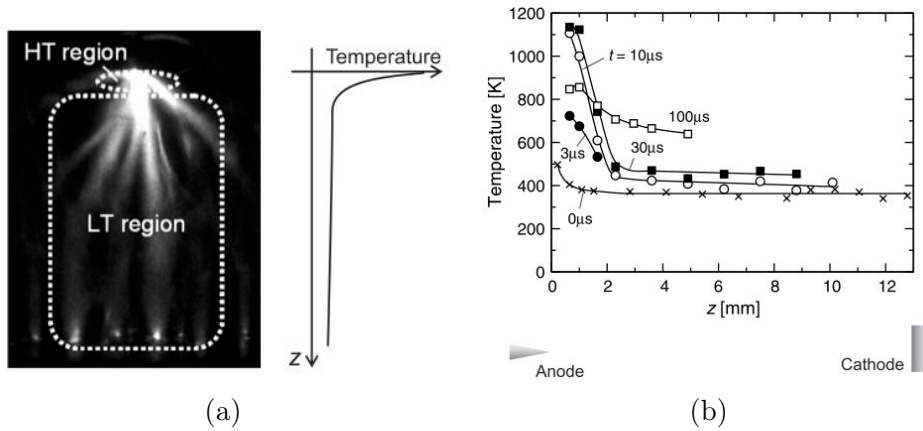 HT region
LT region
Temperature
z
(a)
1200
1000
800
600
400
200
0
Temperature [K]
t = 10μs
100μs
3μs
30μs
0μs
0
2
4
6
8
10
12
z [mm]
Anode
Cathode
(b)